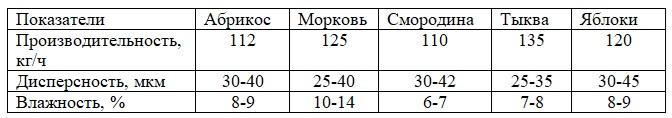 Показатели Абрикос Морковь Смородина Тыква Яблоки
Производительность, 112 125 110 135 120
кг/ч
Дисперсность, мкм 30-40 25-40 30-42 25-35 30-45
Влажность, % 8-9 10-14 6-7 7-8 8-9